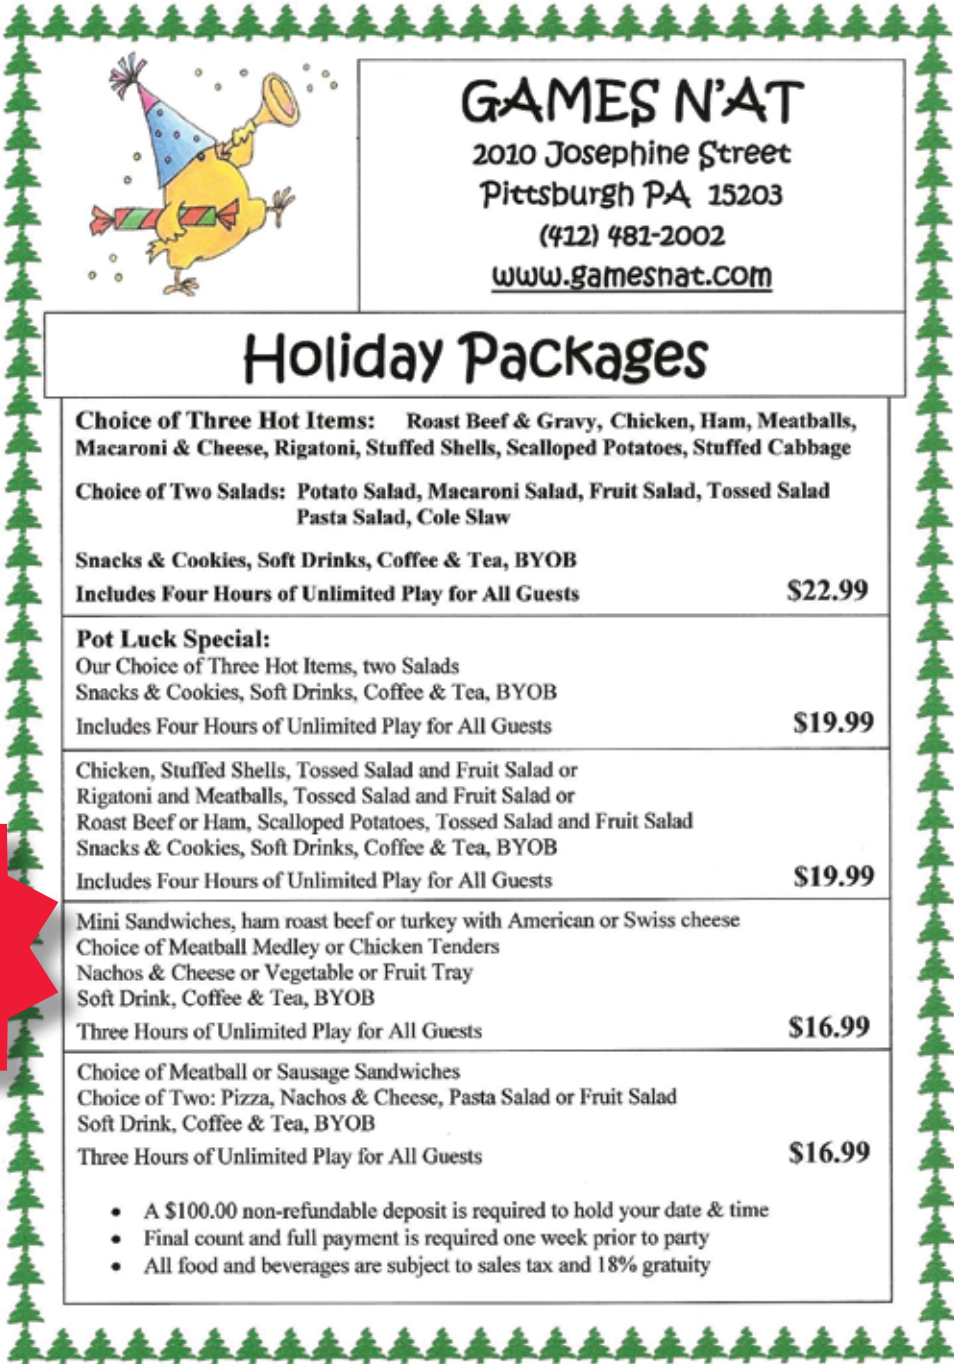 GAMES N'AT
2010 Josephine Street
Pittsburgh PA 15203
(412) 481-2002
www.gamesnat.com
Holiday Packages
Choice of Three Hot Items: Roast Beef & Gravy, Chicken, Ham, Meatballs,
Macaroni & Cheese, Rigatoni, Stuffed Shells, Scalloped Potatoes, Stuffed Cabbage
Choice of Two Salads: Potato Salad, Macaroni Salad, Fruit Salad, Tossed Salad
Pasta Salad, Cole Slaw
Snacks & Cookies, Soft Drinks, Coffee & Tea, BYOB
Includes Four Hours of Unlimited Play for All Guests $22.99
Pot Luck Special:
Our Choice of Three Hot Items, two Salads
Snacks & Cookies, Soft Drinks, Coffee & Tea, BYOB
Includes Four Hours of Unlimited Play for All Guests $19.99
Chicken, Stuffed Shells, Tossed Salad and Fruit Salad or
Rigatoni and Meatballs, Tossed Salad and Fruit Salad or
Roast Beef or Ham, Scalloped Potatoes, Tossed Salad and Fruit Salad
Snacks & Cookies, Soft Drinks, Coffee & Tea, BYOB
Includes Four Hours of Unlimited Play for All Guests $19.99
Mini Sandwiches, ham roast beef or turkey with American or Swiss cheese
Choice of Meatball Medley or Chicken Tenders
Nachos & Cheese or Vegetable or Fruit Tray
Soft Drink, Coffee & Tea, BYOB
Three Hours of Unlimited Play for All Guests $16.99
Choice of Meatball or Sausage Sandwiches
Choice of Two: Pizza, Nachos & Cheese, Pasta Salad or Fruit Salad
Soft Drink, Coffee & Tea, BYOB
Three Hours of Unlimited Play for All Guests $16.99
• A $100.00 non-refundable deposit is required to hold your date & time
• Final count and full payment is required one week prior to party
• All food and beverages are subject to sales tax and 18% gratuity